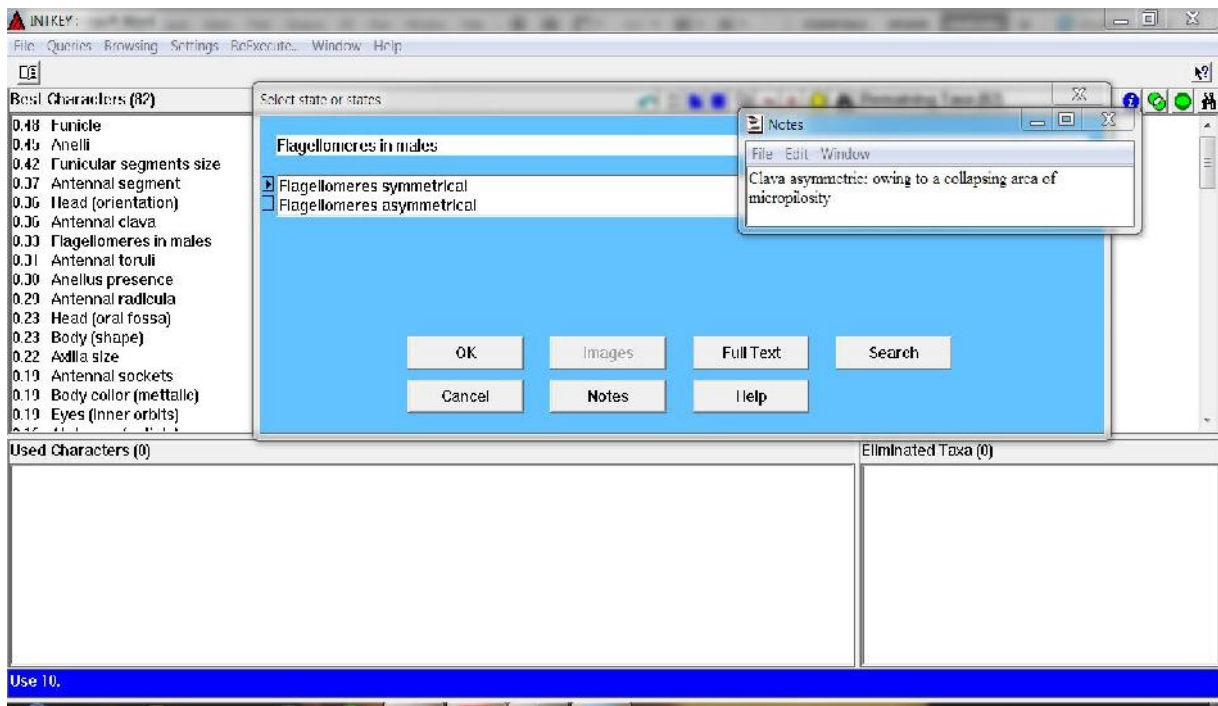 INTKEY:
File Queries Browsing Settings ReExecute... Window Help
Best Characters (82)
0.48 Funicle
0.45 Anelli
0.42 Funicular segments size
0.37 Antennal segment
0.36 Head (orientation)
0.36 Antennal clava
0.33 Flagellomeres in males
0.31 Antennal toruli
0.30 Anellus presence
0.29 Antennal radicula
0.23 Head (oral fossa)
0.23 Body (shape)
0.22 Axilla size
0.19 Antennal sockets
0.19 Body collor (mettalic)
0.19 Eyes (inner orbits)
Select state or states
Remaining Taxa
Flagellomeres in males
Flagellomeres symmetrical
Flagellomeres asymmetrical
OK
Images
Full Text
Search
Cancel
Notes
Help
Notes
File Edit Window
Clava asymmetric: owing to a collapsing area of
micropilosity
Used Characters (0)
Eliminated Taxa (0)
Use 10.